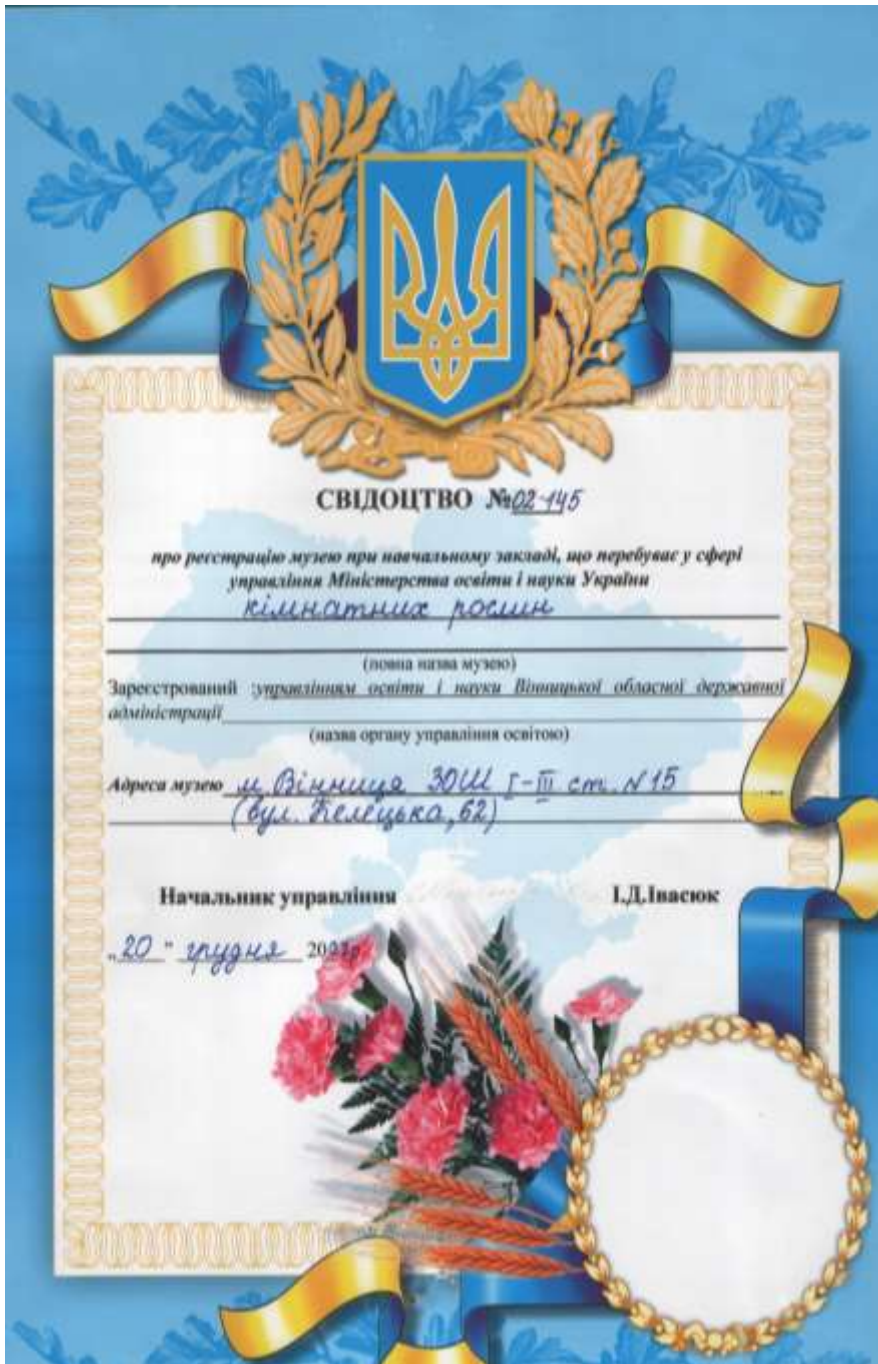 СВІДОЦТВО №02-145
про реєстрацію музею при навчальному закладі, що перебуває у сфері
управління Міністерства освіти і науки України
кімнатних рослин
(повна назва музею)
Зареєстрований :управлінням освіти і науки Вінницької обласної державної
адміністрації
(назва органу управління освітою)
Адреса музею м. Вінниця ЗОШ І-ІІІ ст. N 15
(вул. Келецька, 62)
Начальник управління І.Д.Івасюк
„20" грудня